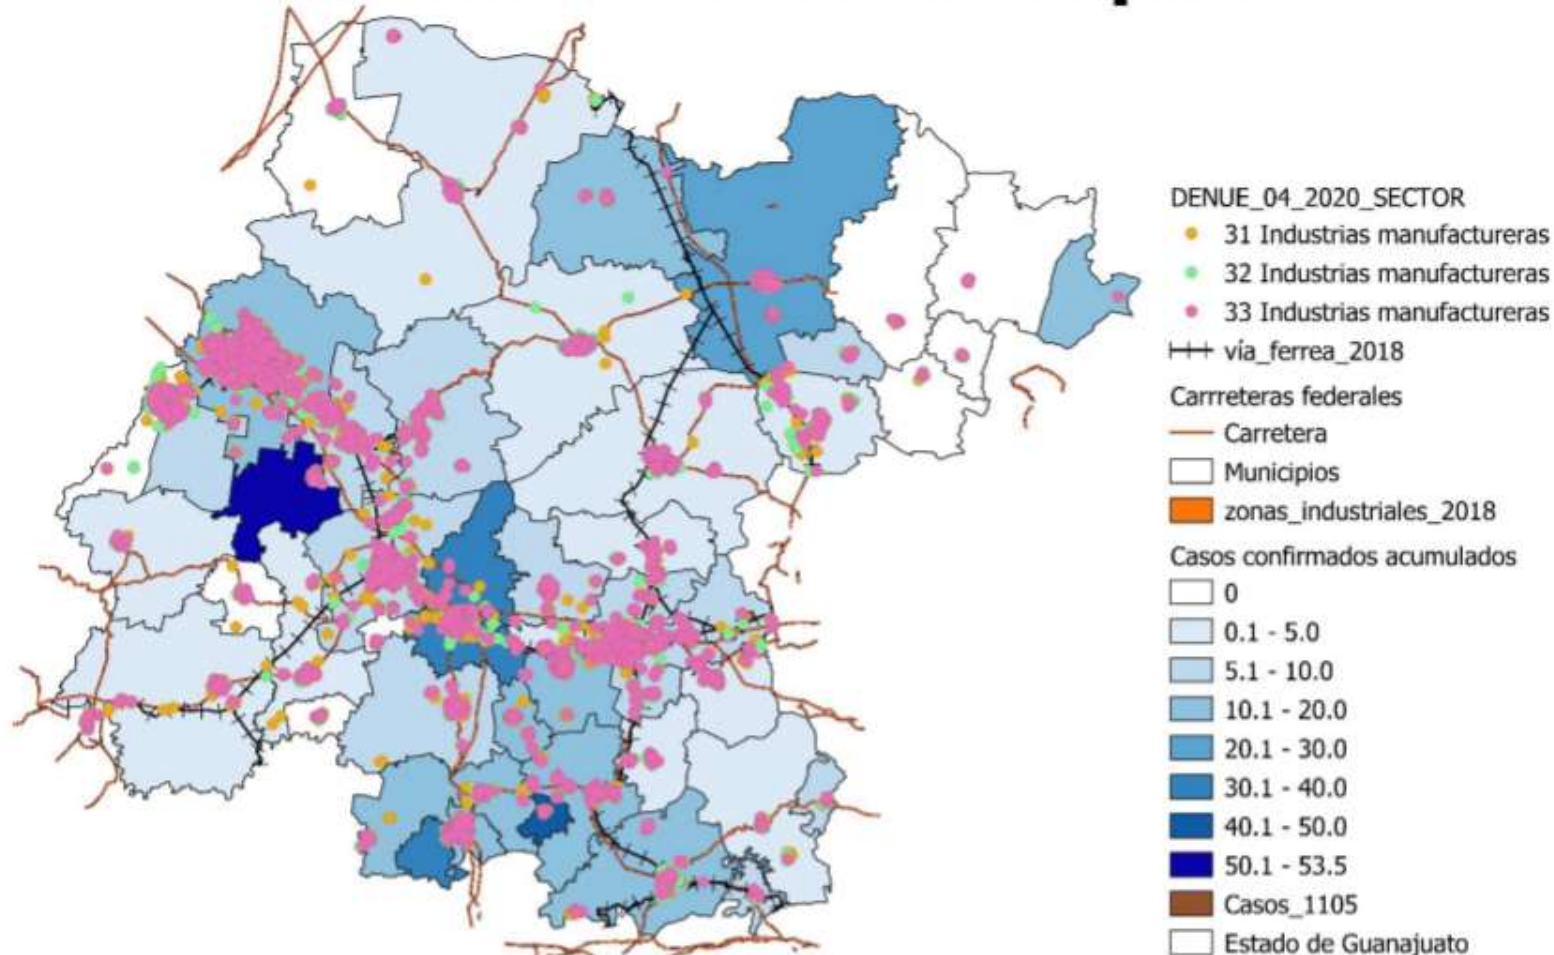 DENUE_04_2020_SECTOR
31 Industrias manufactureras
32 Industrias manufactureras
33 Industrias manufactureras
vía_ferrea_2018
Carrreteras federales
Carretera
Municipios
zonas_industriales_2018
Casos confirmados acumulados
0
0.1 - 5.0
5.1 - 10.0
10.1 - 20.0
20.1 - 30.0
30.1 - 40.0
40.1 - 50.0
50.1 - 53.5
Casos_1105
Estado de Guanajuato